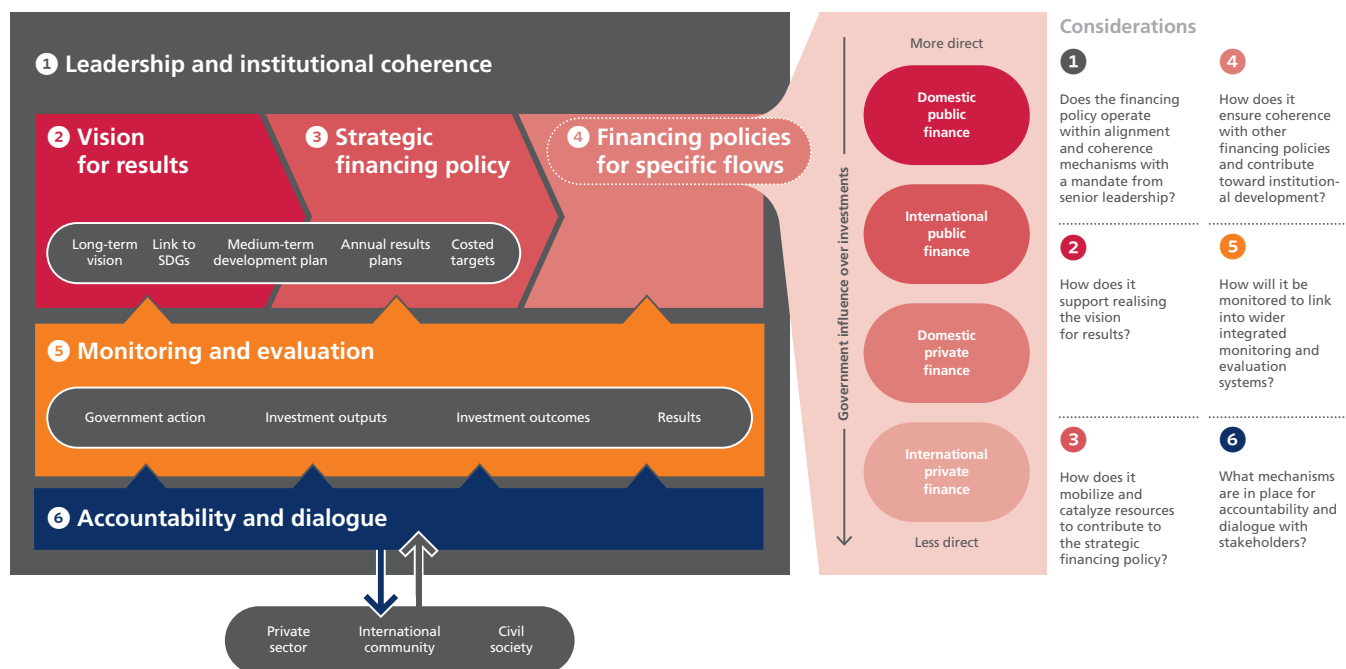 1 Leadership and institutional coherence
2 Vision
for results
3 Strategic
financing policy
4 Financing policies
for specific flows
Long-term
vision
Link to
SDGs
Medium-term
development plan
Annual results
plans
Costed
targets
5 Monitoring and evaluation
Government action
Investment outputs
Investment outcomes
Results
6 Accountability and dialogue
Private
sector
International
community
Civil
society
More direct
Government influence over investments
Domestic
public
finance
International
public
finance
Domestic
private
finance
International
private
finance
Less direct
Considerations
1
Does the financing
policy operate
within alignment
and coherence
mechanisms with
a mandate from
senior leadership?
2
How does it
support realising
the vision
for results?
3
How does it
mobilize and
catalyze resources
to contribute to
the strategic
financing policy?
4
How does it
ensure coherence
with other
financing policies
and contribute
toward institution-
al development?
5
How will it be
monitored to link
into wider
integrated
monitoring and
evaluation
systems?
6
What mechanisms
are in place for
accountability and
dialogue with
stakeholders?